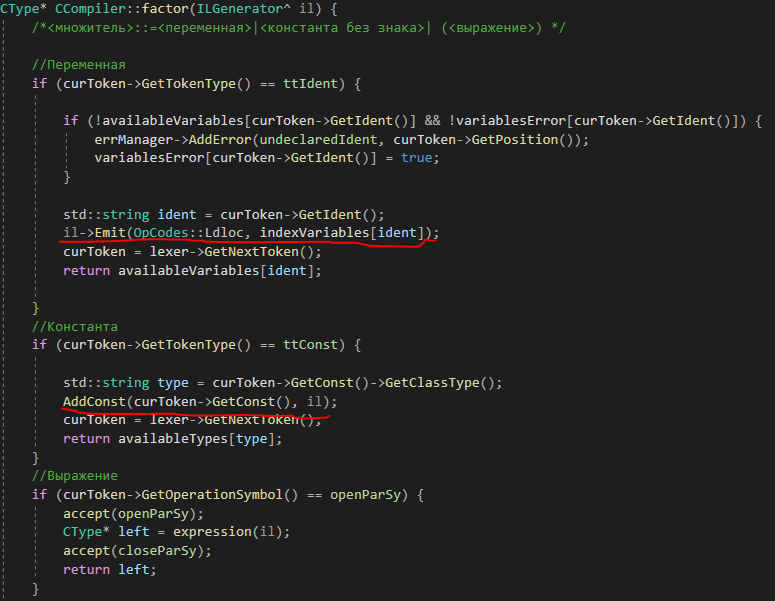 CType* CCompiler::factor(ILGenerator^ il) {
/*<множитель>::=<переменная>|<константа без знака>| (<выражение>) */
//Переменная
if (curToken->GetTokenType() == ttIdent) {
if (!availableVariables[curToken->GetIdent()] && !variablesError[curToken->GetIdent()]) {
errManager->AddError(undeclaredIdent, curToken->GetPosition());
variablesError[curToken->GetIdent()] = true;
}
std::string ident = curToken->GetIdent();
il->Emit(OpCodes::Ldloc, indexVariables[ident]);
curToken = lexer->GetNextToken();
return availableVariables[ident];
}
//Константа
if (curToken->GetTokenType() == ttConst) {
std::string type = curToken->GetConst()->GetClassType();
AddConst(curToken->GetConst(), il);
curToken = lexer->GetNextToken();
return availableTypes[type];
}
//Выражение
if (curToken->GetOperationSymbol() == openParSy) {
accept(openParSy);
CType* left = expression(il);
accept(closeParSy);
return left;
}